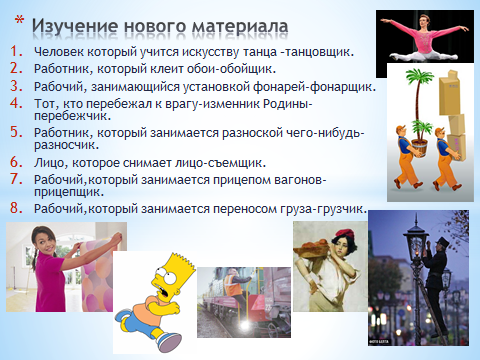 * Изучение нового материала
1. Человек который учится искусству танца -танцовщик.
2. Работник, который клеит обои-обойщик.
3. Рабочий, занимающийся установкой фонарей-фонарщик.
4. Тот, кто перебежал к врагу-изменник Родины-
перебежчик.
5. Работник, который занимается разноской чего-нибудь-
разносчик.
6. Лицо, которое снимает лицо-съемщик.
7. Рабочий,который занимается прицепом вагонов-
прицепщик.
8. Рабочий,который занимается переносом груза-грузчик.